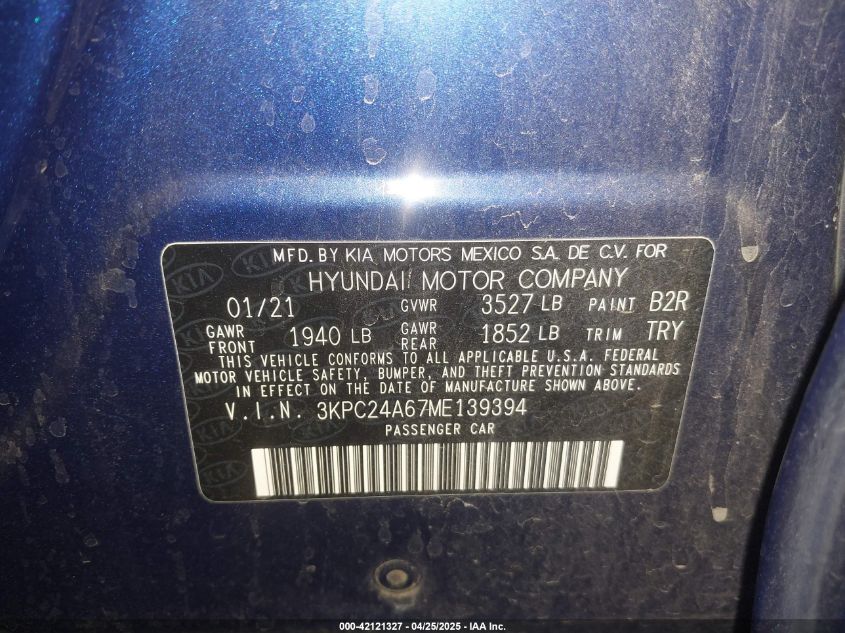 MFD. BY KIA MOTORS MEXICO S.A. DE C.V. FOR
HYUNDAI MOTOR COMPANY
01/21 GVWR 3527 LB PAINT B2R
GAWR FRONT 1940 LB GAWR REAR 1852 LB TRIM TRY
THIS VEHICLE CONFORMS TO ALL APPLICABLE U.S.A. FEDERAL
MOTOR VEHICLE SAFETY, BUMPER, AND THEFT PREVENTION STANDARDS
IN EFFECT ON THE DATE OF MANUFACTURE SHOWN ABOVE.
V.I.N. 3KPC24A67ME139394
PASSENGER CAR
000-42121327 - 04/25/2025 - IAA Inc.